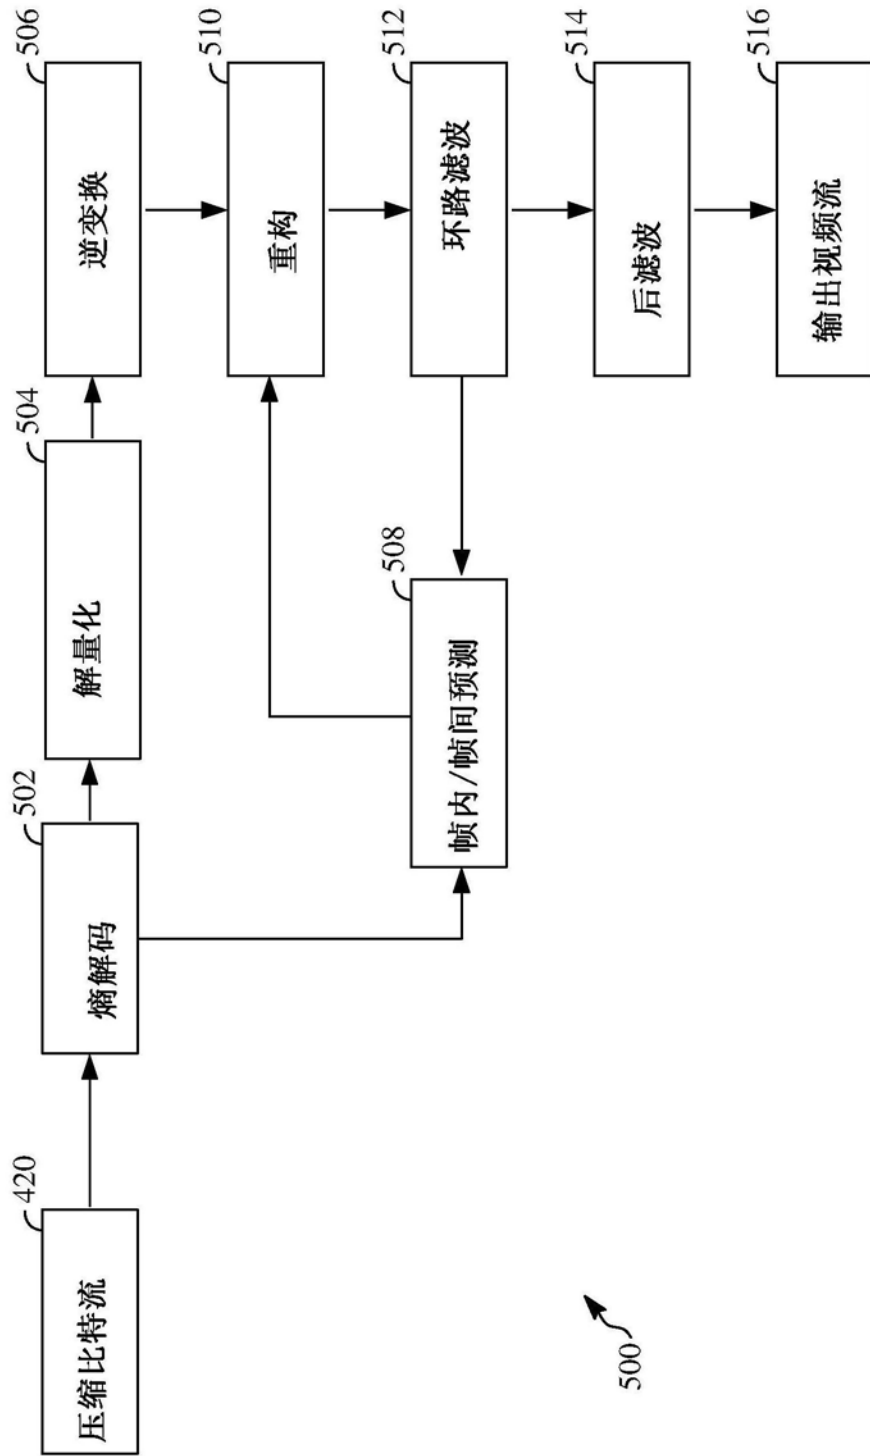 420
压缩比特流
502
熵解码
504
解量化
506
逆变换
508
帧内/帧间预测
510
重构
512
环路滤波
514
后滤波
516
输出视频流
500